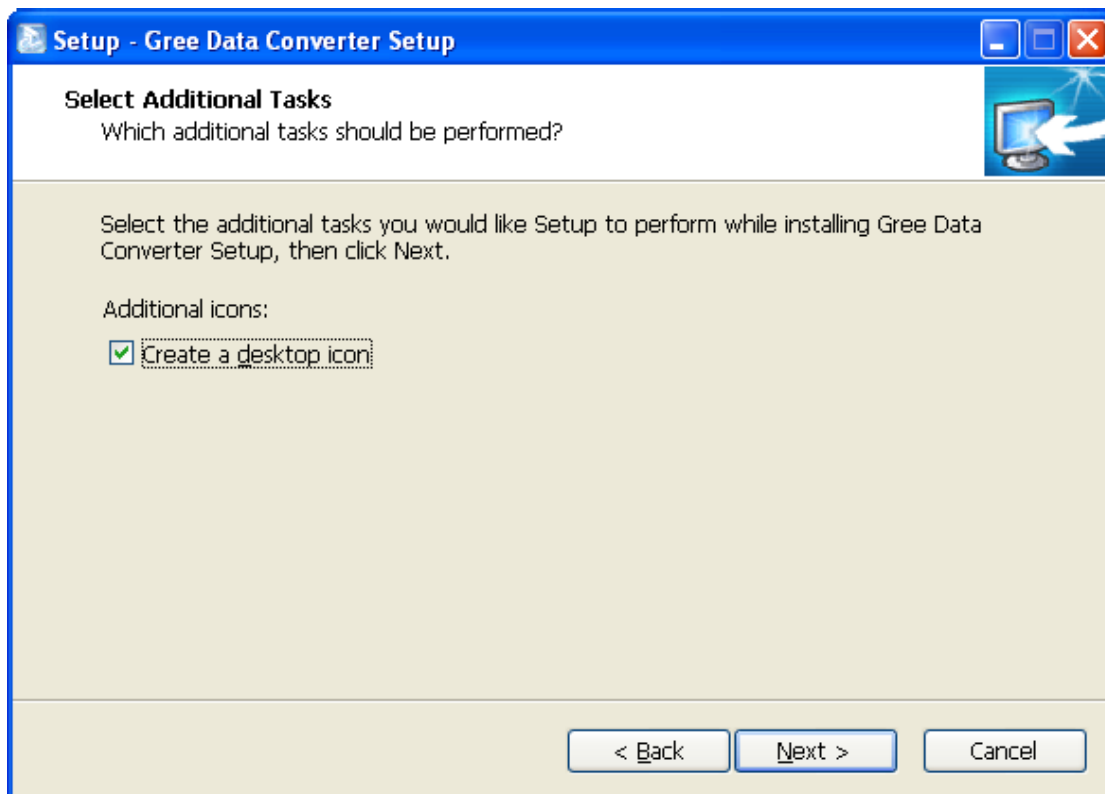 Setup - Gree Data Converter Setup
Select Additional Tasks
Which additional tasks should be performed?
Select the additional tasks you would like Setup to perform while installing Gree Data
Converter Setup, then click Next.
Additional icons:
Create a desktop icon
< Back
Next >
Cancel